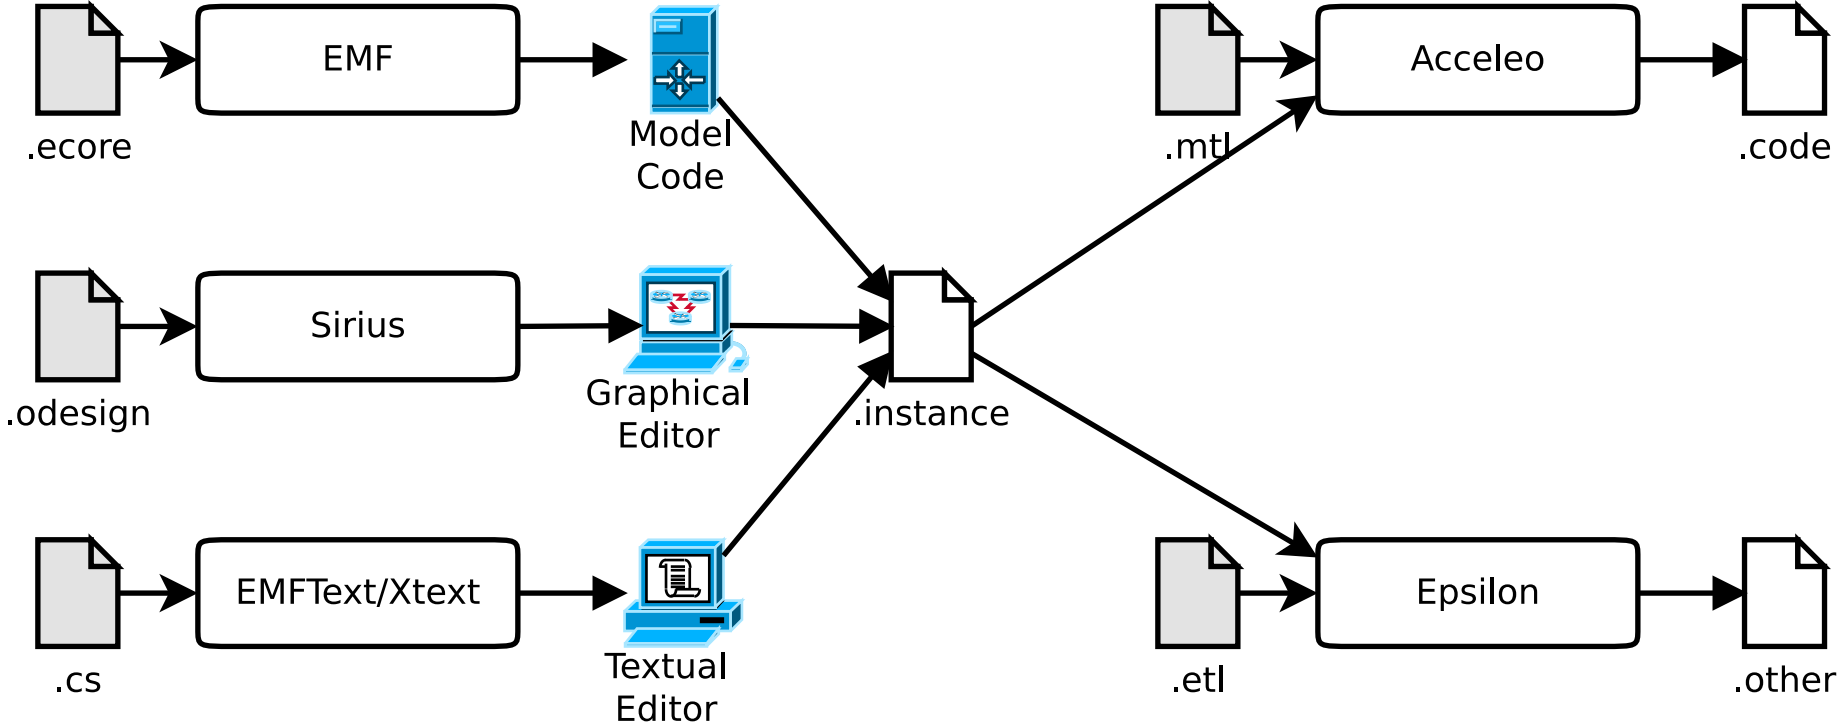 EMF
Acceleo
.ecore
Model
Code
.mtl
.code
Sirius
.odesign
Graphical
Editor
.instance
EMFText/Xtext
Epsilon
.cs
Textual
Editor
.etl
.other